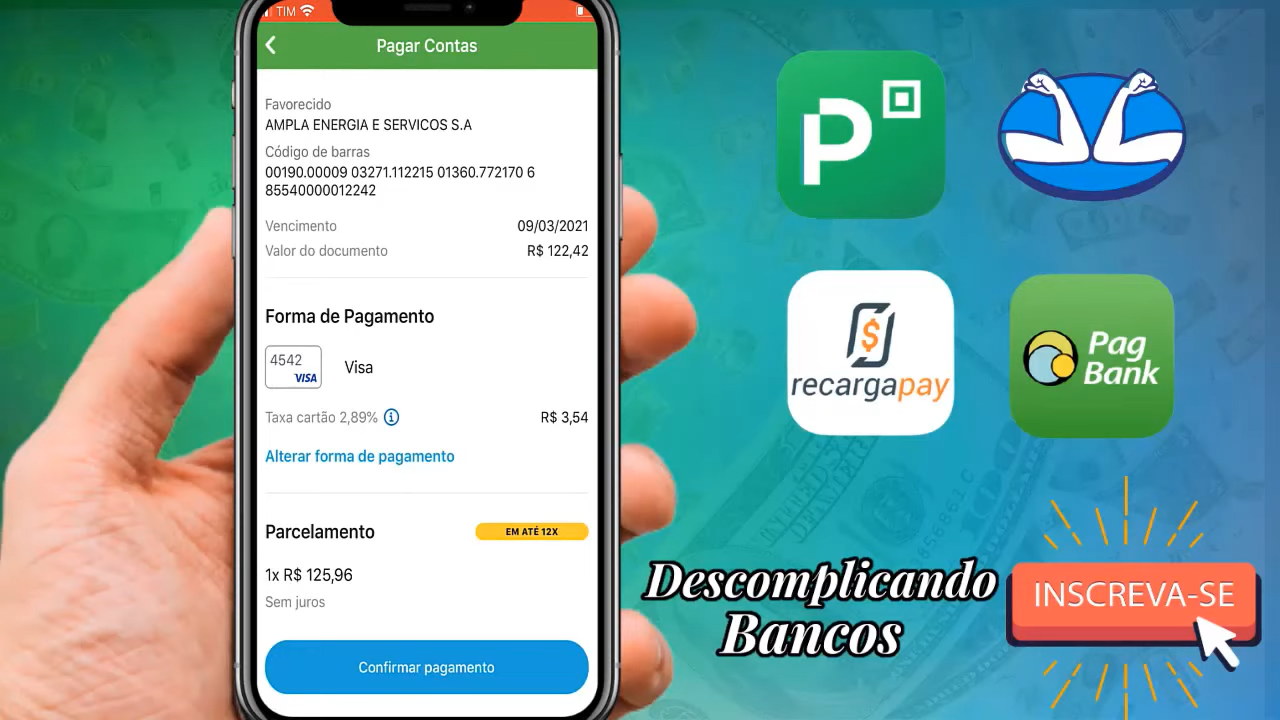 TIM
Pagar Contas
Favorecido
AMPLA ENERGIA E SERVICOS S.A
Código de barras
00190.00009 03271.112215 01360.772170 6
85540000012242
Vencimento 09/03/2021
Valor do documento R$ 122,42
Forma de Pagamento
4542
VISA
Visa
Taxa cartão 2,89% R$ 3,54
Alterar forma de pagamento
Parcelamento EM ATÉ 12X
1x R$ 125,96
Sem juros
Confirmar pagamento
P
recargapay
Pag
Bank
Descomplicando
Bancos
INSCREVA-SE